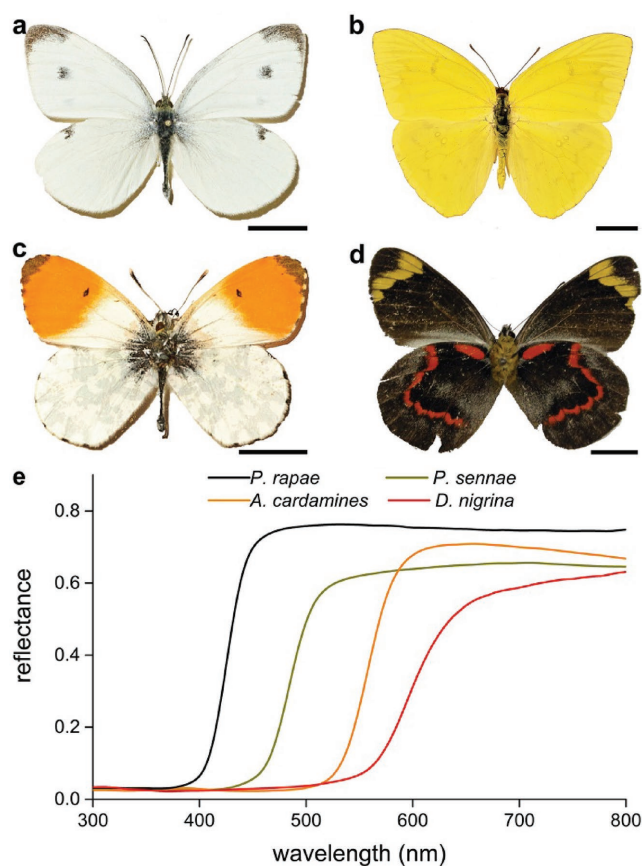 a
b
c
d
e
P. rapae
P. sennae
A. cardamines
D. nigrina
0.8
0.6
0.4
0.2
0.0
reflectance
300
400
500
600
700
800
wavelength (nm)